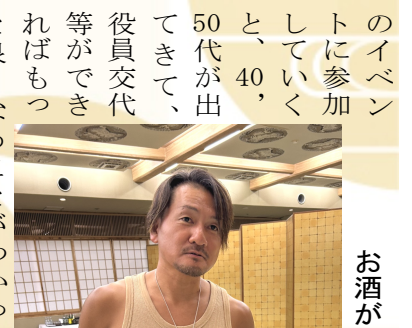 お酒が
のイベン
トに参加
していく
と、40，
50代が出
てきて、
役員交代
等ができ
ればもっ